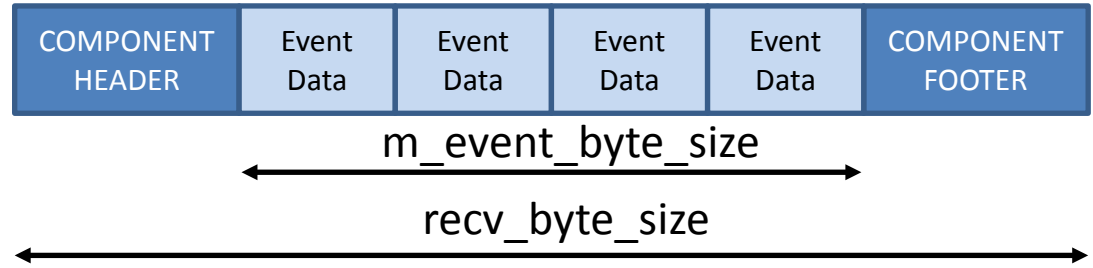 COMPONENT
HEADER
Event
Data
Event
Data
Event
Data
Event
Data
COMPONENT
FOOTER
m_event_byte_size
recv_byte_size